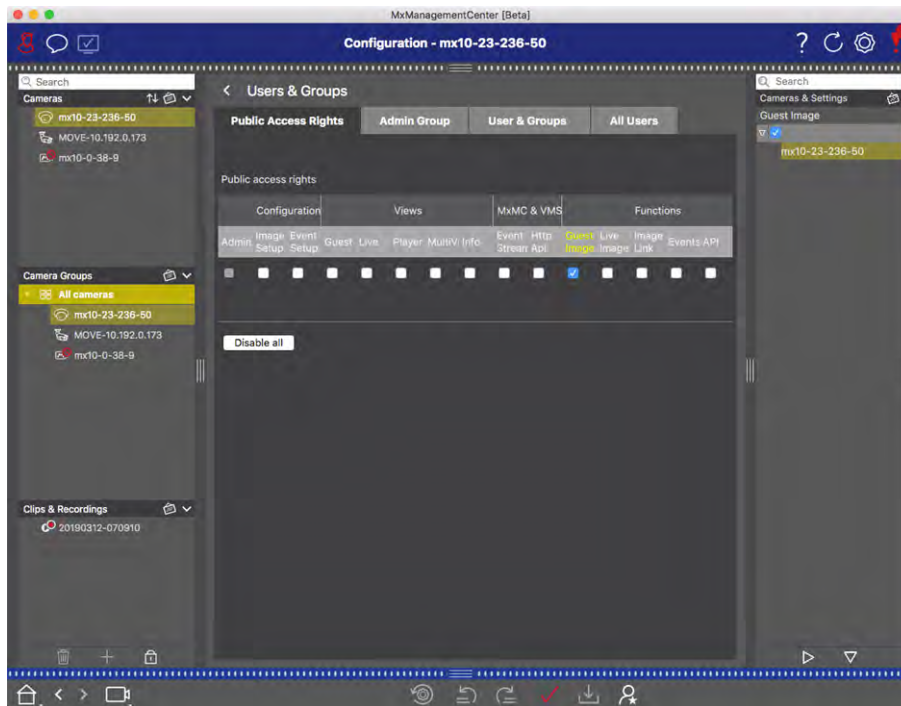 MxManagementCenter [Beta]
Configuration - mx10-23-236-50
?
Search
Cameras
mx10-23-236-50
MOVE-10.192.0.173
mx10-0-38-9
Camera Groups
All cameras
mx10-23-236-50
MOVE-10.192.0.173
mx10-0-38-9
Clips & Recordings
20190312-070910
Users & Groups
Public Access Rights Admin Group User & Groups All Users
Public access rights
Configuration Views MxMC & VMS Functions
Admin Image Setup Event Setup Guest Live Player MultiV Info Event Stream Http Api Guest Image Live Image Image Link Events API
Disable all
Search
Cameras & Settings
Guest Image
mx10-23-236-50